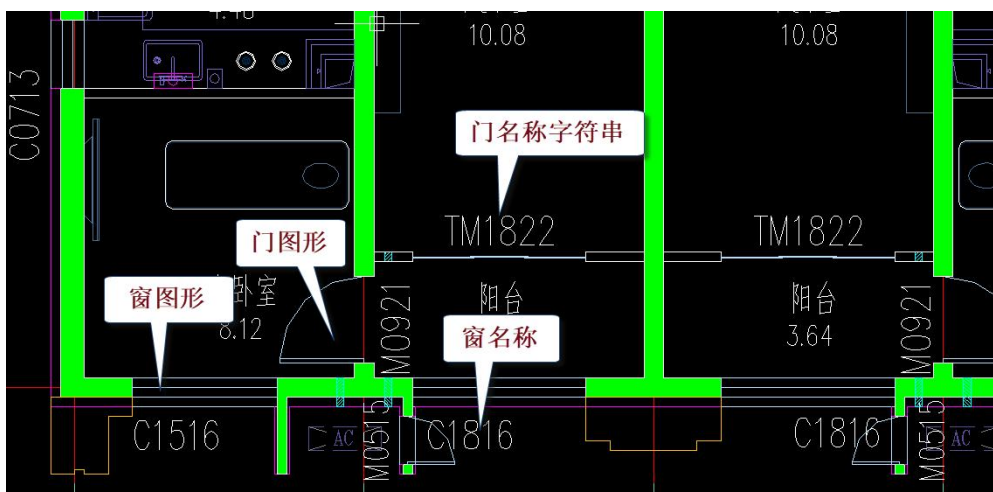 10.08
10.08
C0713
门名称字符串
TM1822
TM1822
门图形
卧室
8.12
窗图形
M0921
阳台
窗名称
阳台
3.64
M0921
C1516
AC
M0515
C1816
C1816
M0515
AC